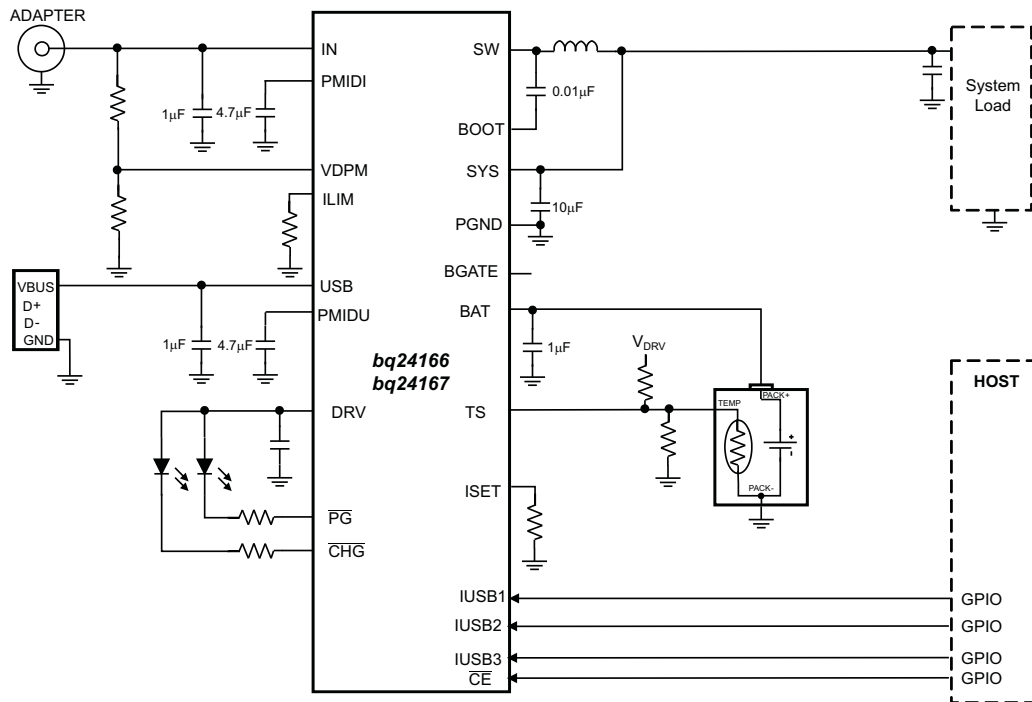 ADAPTER
IN
PMIDI
1μF
4.7μF
VDPM
ILIM
VBUS
D+
D-
GND
USB
PMIDU
1μF
4.7μF
bq24166
bq24167
DRV
PG
CHG
SW
0.01μF
BOOT
SYS
10μF
PGND
BGATE
BAT
1μF
VDRV
TS
TEMP
PACK+
+
-
PACK-
ISET
IUSB1
IUSB2
IUSB3
CE
System
Load
HOST
GPIO
GPIO
GPIO
GPIO